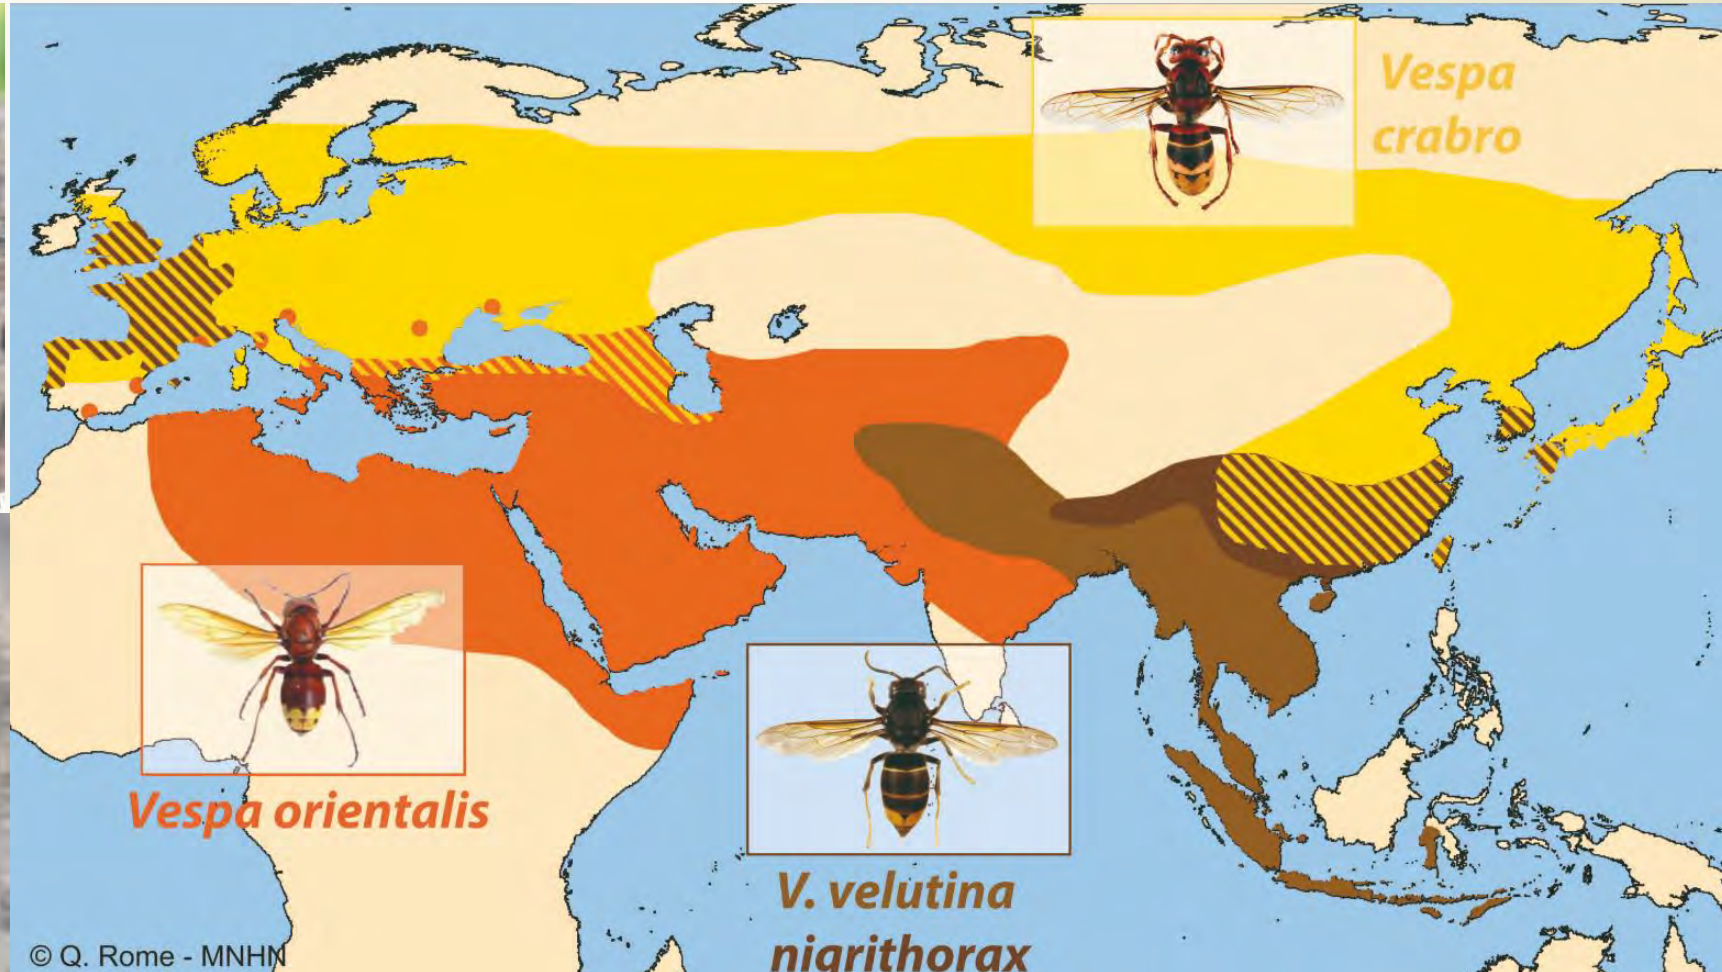 Vespa
crabro
Vespa orientalis
V. velutina
nigrithorax
© Q. Rome - MNHN